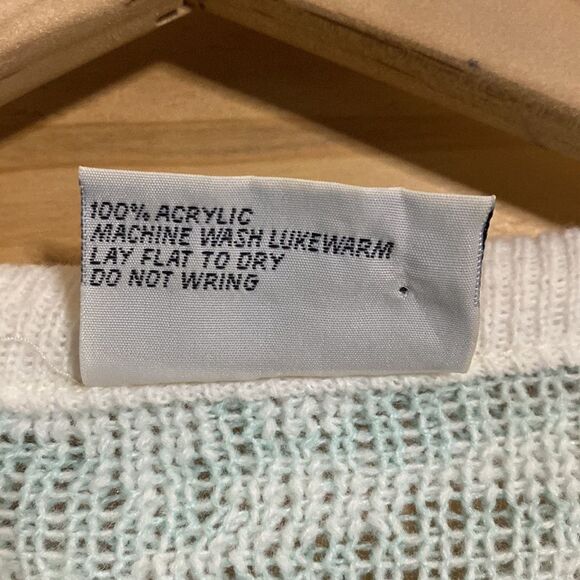 100% ACRYLIC
MACHINE WASH LUKEWARM
LAY FLAT TO DRY
DO NOT WRING